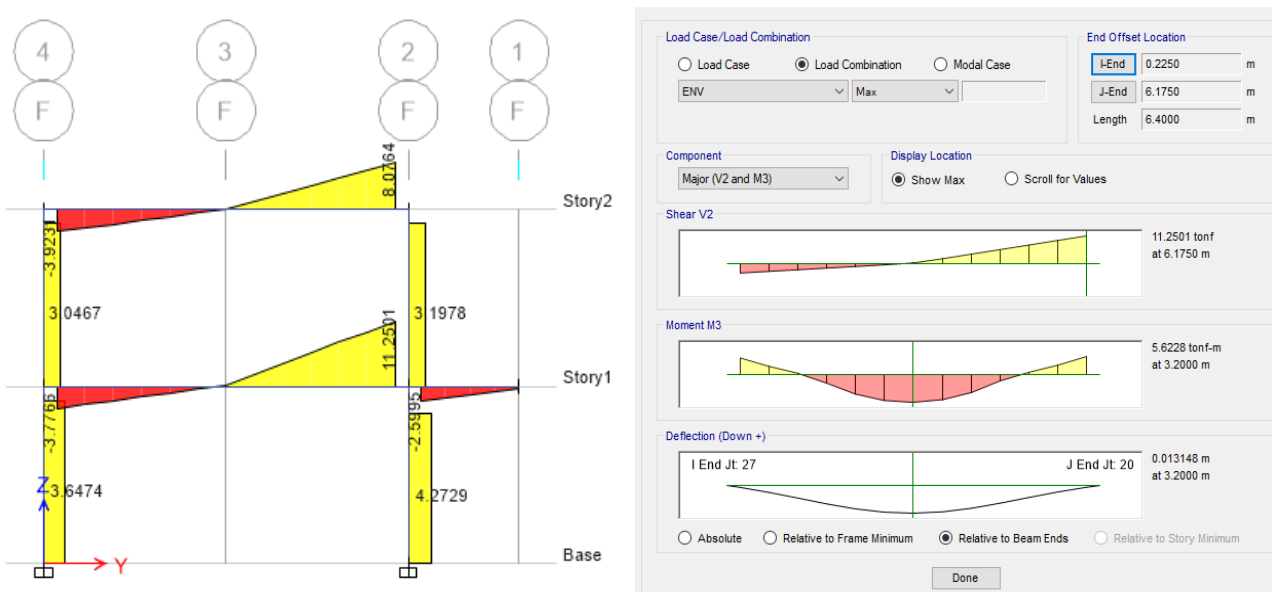 4 3 2 1
F F F F
8.0764
Story2
-3.9231
3.0467
3.1978
11.2501
Story1
-3.7766
-2.5995
3.6474
4.2729
Z
Y
Base
Load Case/Load Combination
Load Case Load Combination Modal Case
ENV Max
End Offset Location
I-End 0.2250 m
J-End 6.1750 m
Length 6.4000 m
Component
Major (V2 and M3)
Display Location
Show Max Scroll for Values
Shear V2
11.2501 tonf
at 6.1750 m
Moment M3
5.6228 tonf-m
at 3.2000 m
Deflection (Down +)
I End Jt: 27 J End Jt: 20
0.013148 m
at 3.2000 m
Absolute Relative to Frame Minimum Relative to Beam Ends Relative to Story Minimum
Done